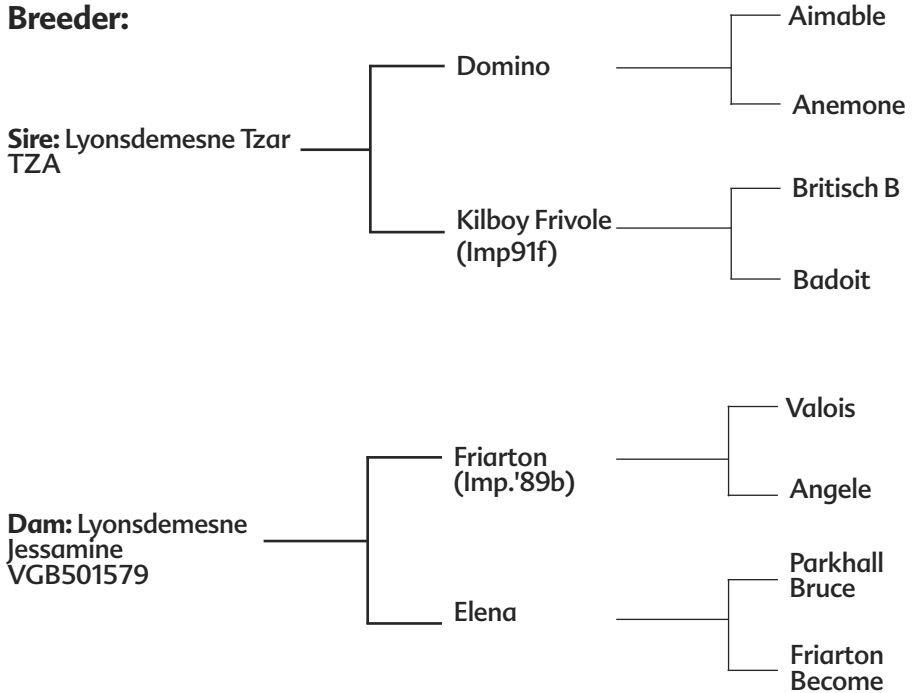 Breeder:
Aimable
Domino
Anemone
Sire: Lyonsdemesne Tzar
TZA
Britisch B
Kilboy Frivole
(Imp91f)
Badoit
Valois
Friarton
(Imp.'89b)
Angele
Dam: Lyonsdemesne
Jessamine
VGB501579
Parkhall
Bruce
Elena
Friarton
Become